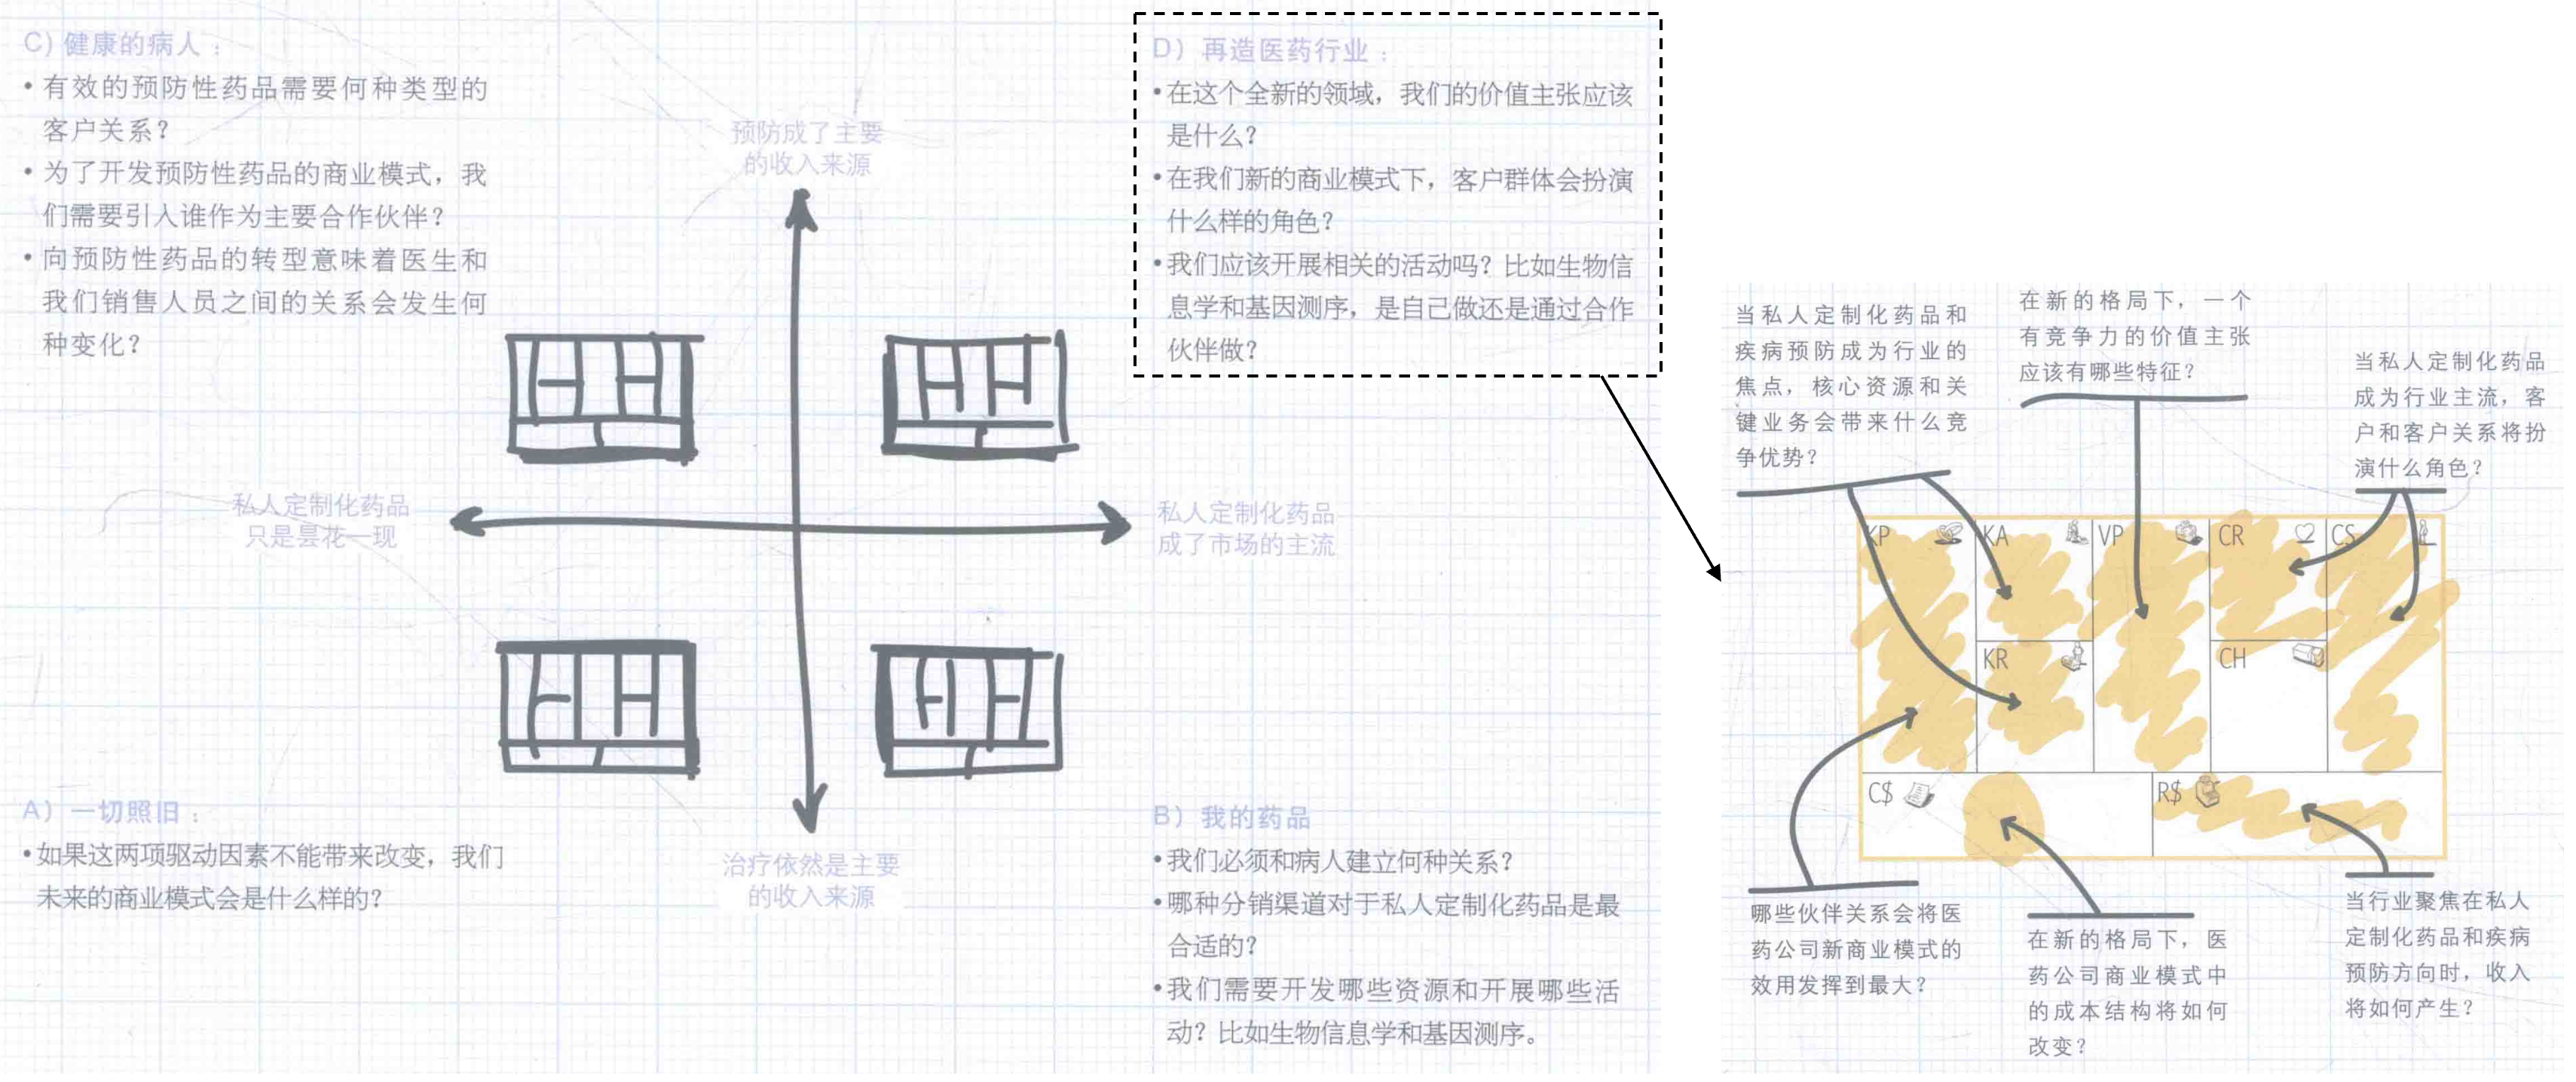 C）健康的病人：
• 有效的预防性药品需要何种类型的
客户关系？
• 为了开发预防性药品的商业模式，我
们需要引入谁作为主要合作伙伴？
• 向预防性药品的转型意味着医生和
我们销售人员之间的关系会发生何
种变化？
预防成了主要
的收入来源
D）再造医药行业：
• 在这个全新的领域，我们的价值主张应该
是什么？
• 在我们新的商业模式下，客户群体会扮演
什么样的角色？
• 我们应该开展相关的活动吗？比如生物信
息学和基因测序，是自己做还是通过合作
伙伴做？
私人定制化药品
只是昙花一现
私人定制化药品
成了市场的主流
A）一切照旧：
• 如果这两项驱动因素不能带来改变，我们
未来的商业模式会是什么样的？
治疗依然是主要
的收入来源
B）我的药品
• 我们必须和病人建立何种关系？
• 哪种分销渠道对于私人定制化药品是最
合适的？
• 我们需要开发哪些资源和开展哪些活
动？比如生物信息学和基因测序。
当私人定制化药品和
疾病预防成为行业的
焦点，核心资源和关
键业务会带来什么竞
争优势？
在新的格局下，一个
有竞争力的价值主张
应该有哪些特征？
当私人定制化药品
成为行业主流，客
户和客户关系将扮
演什么角色？
KP
KA
VP
CR
CS
KR
CH
C$
R$
哪些伙伴关系会将医
药公司新商业模式的
效用发挥到最大？
在新的格局下，医
药公司商业模式中
的成本结构将如何
改变？
当行业聚焦在私人
定制化药品和疾病
预防方向时，收入
将如何产生？